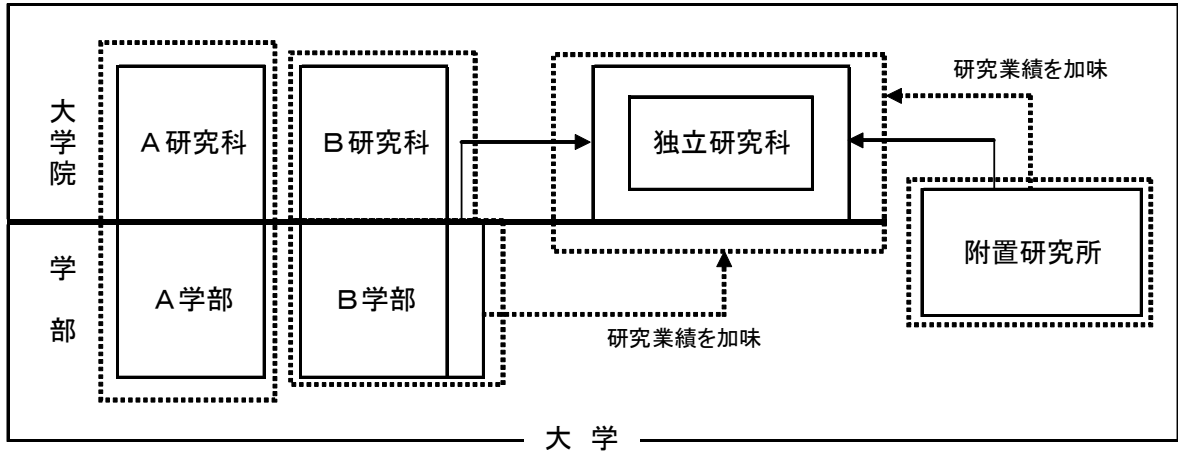 研究業績を加味
大学院
A研究科
B研究科
独立研究科
附置研究所
学部
A学部
B学部
研究業績を加味
大 学